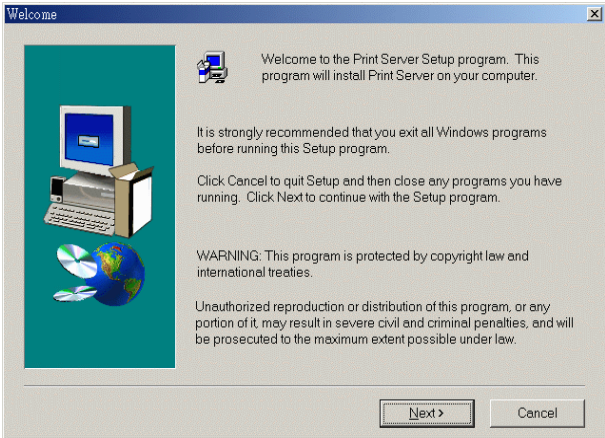 Welcome
Welcome to the Print Server Setup program. This
program will install Print Server on your computer.
It is strongly recommended that you exit all Windows programs
before running this Setup program.
Click Cancel to quit Setup and then close any programs you have
running. Click Next to continue with the Setup program.
WARNING: This program is protected by copyright law and
international treaties.
Unauthorized reproduction or distribution of this program, or any
portion of it, may result in severe civil and criminal penalties, and will
be prosecuted to the maximum extent possible under law.
Next>
Cancel